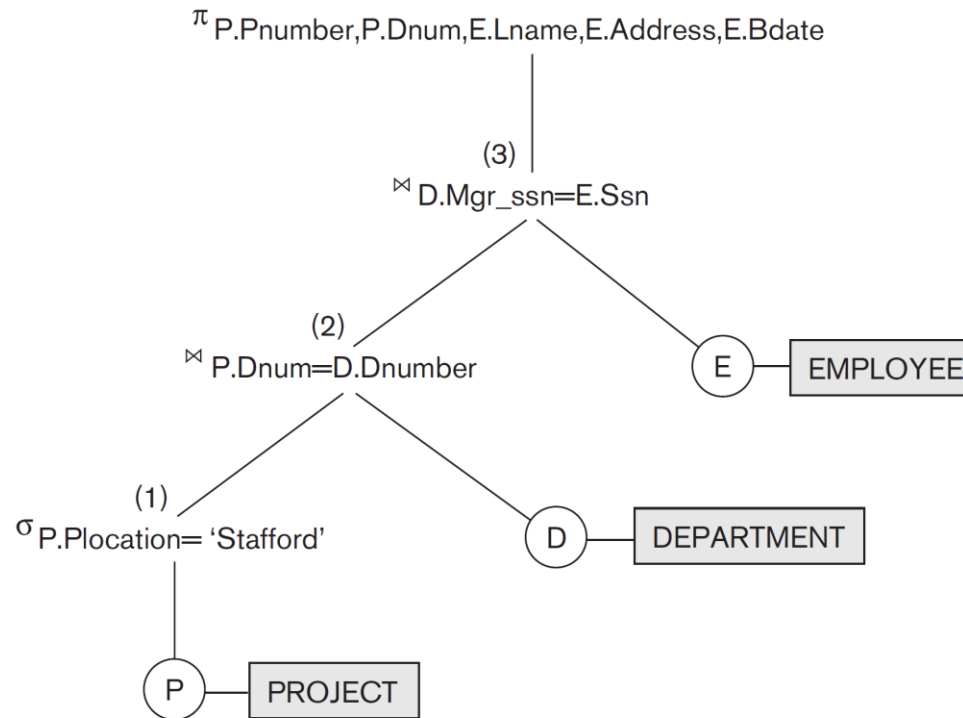 π P.Pnumber,P.Dnum,E.Lname,E.Address,E.Bdate
(3)
⋈ D.Mgr_ssn=E.Ssn
(2)
⋈ P.Dnum=D.Dnumber
E
EMPLOYEE
(1)
σ P.Plocation= ‘Stafford’
D
DEPARTMENT
P
PROJECT